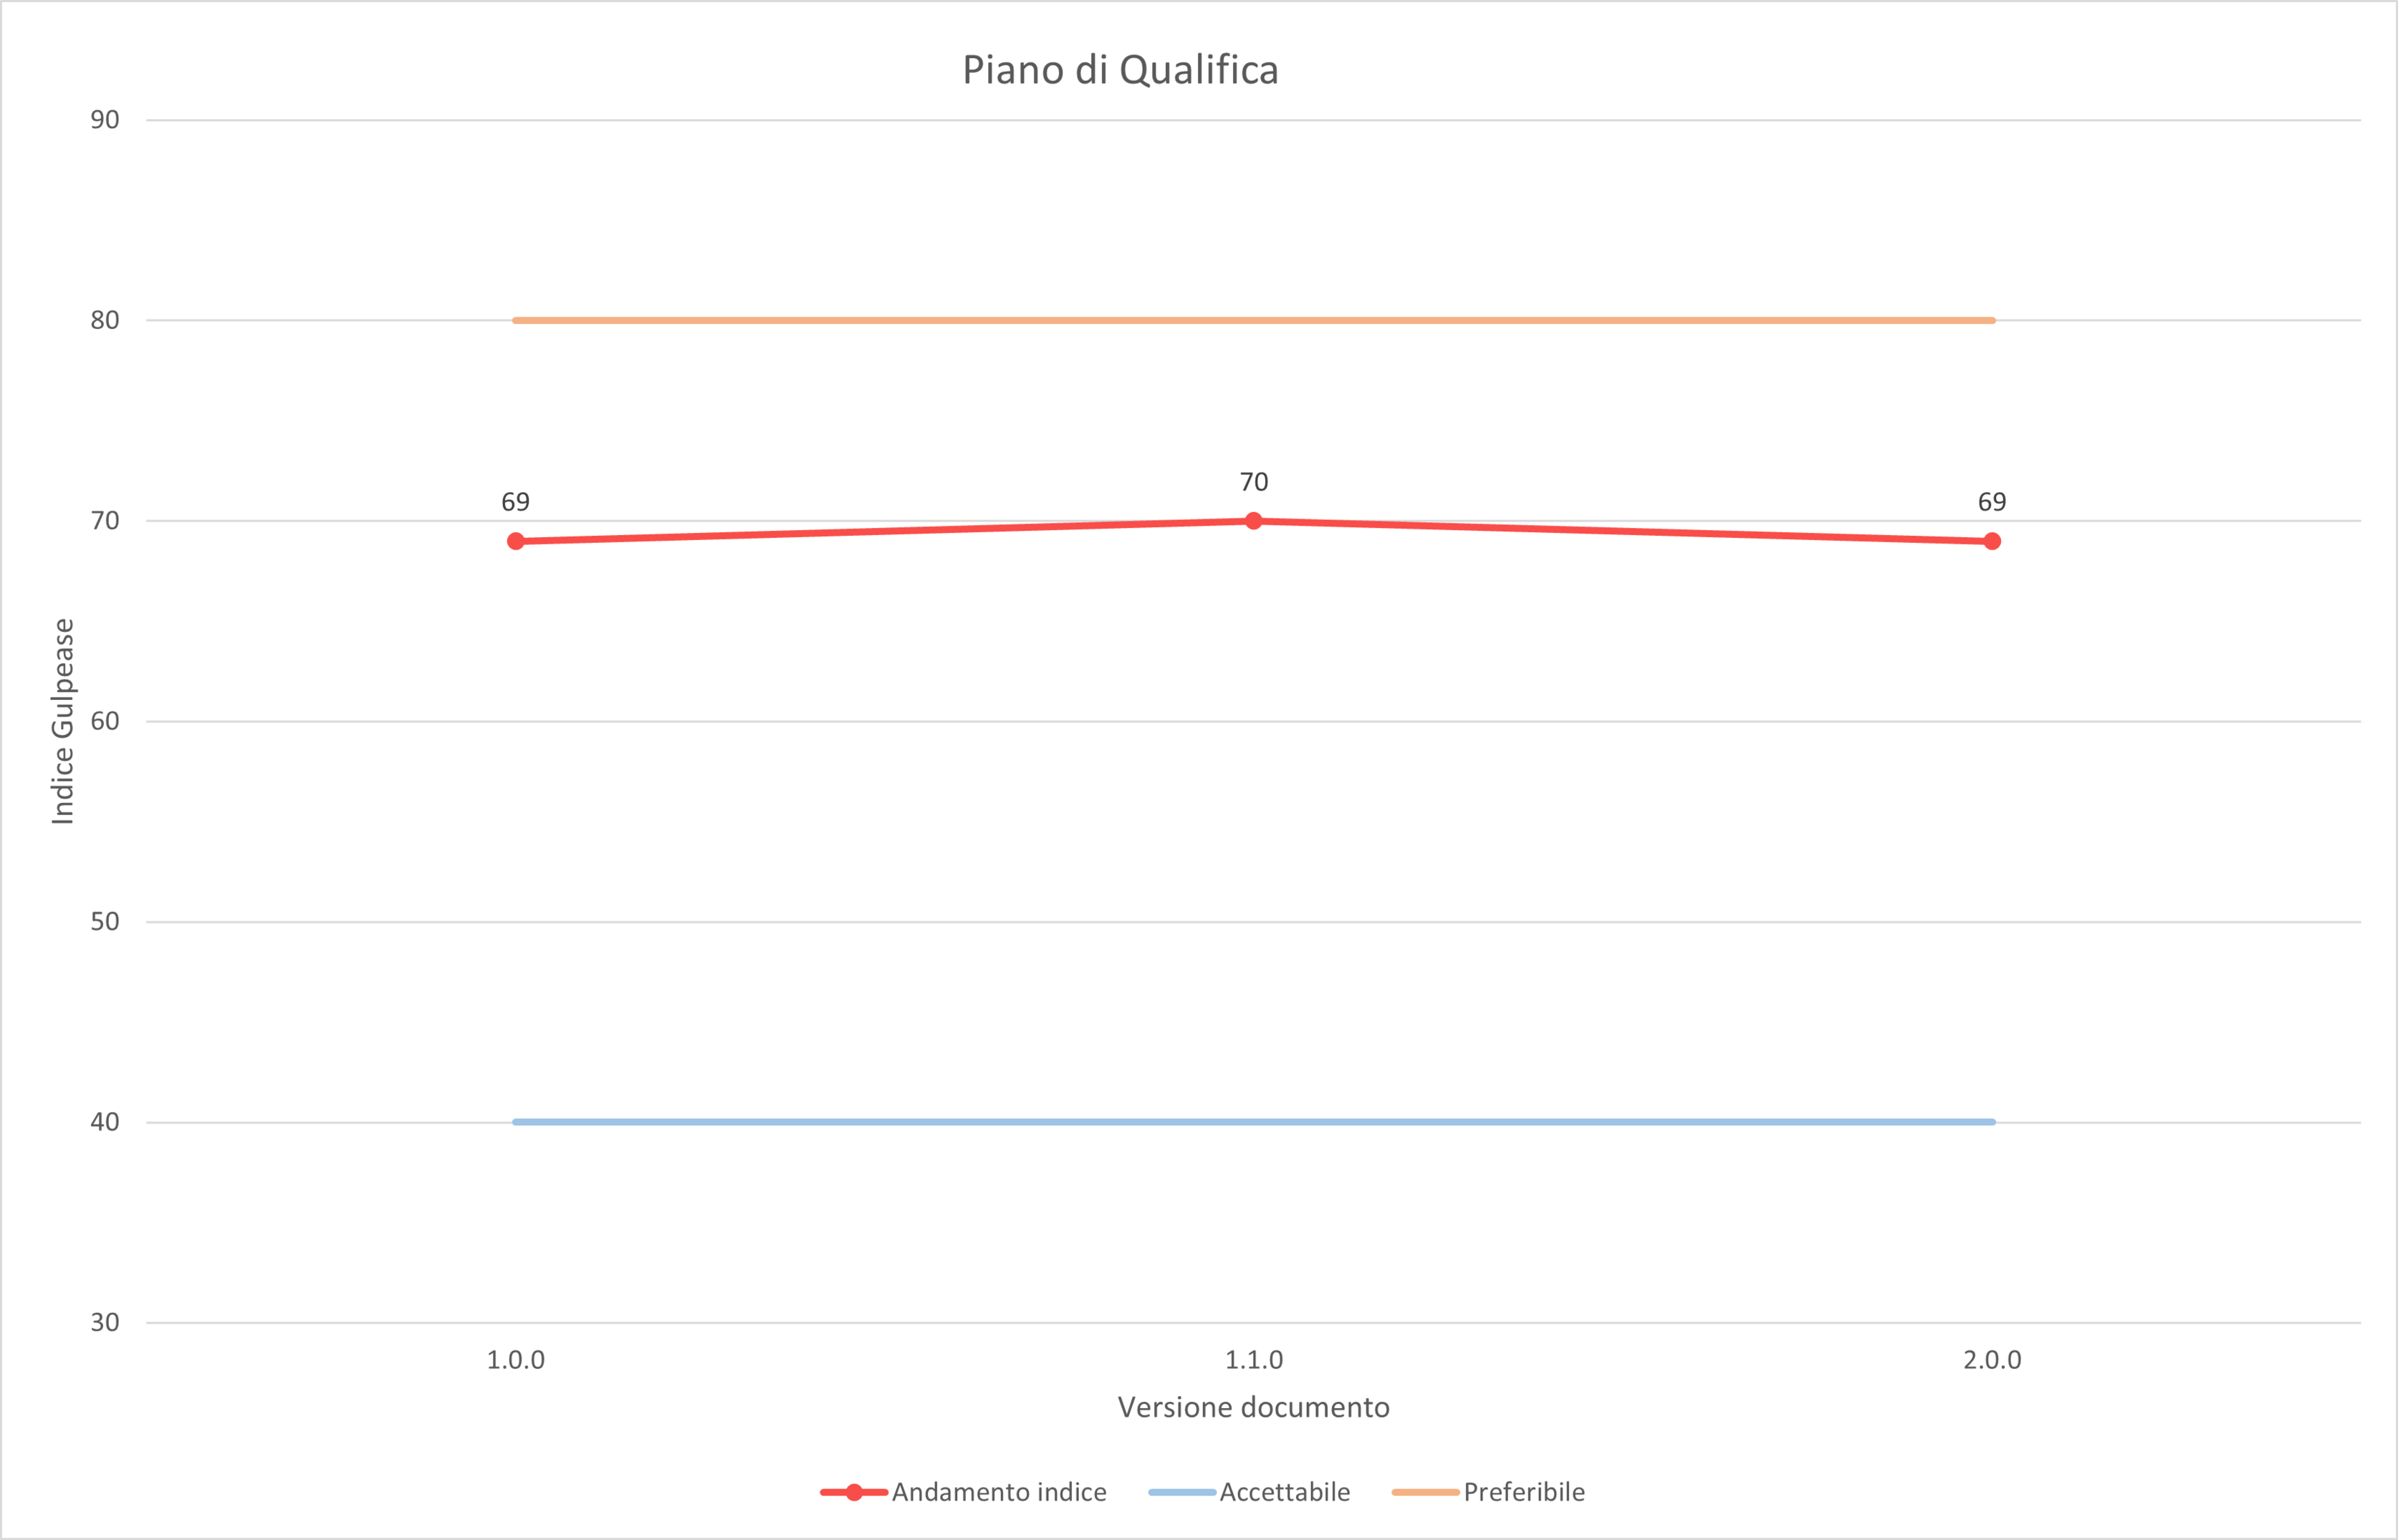 Piano di Qualifica
90
80
70
60
50
40
30
Indice Gulpease
69
70
69
1.0.0
1.1.0
2.0.0
Versione documento
Andamento indice
Accettabile
Preferibile